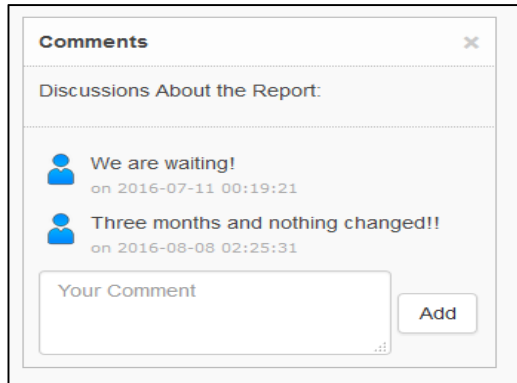 Comments ×
Discussions About the Report:
We are waiting!
on 2016-07-11 00:19:21
Three months and nothing changed!!
on 2016-08-08 02:25:31
Your Comment
Add